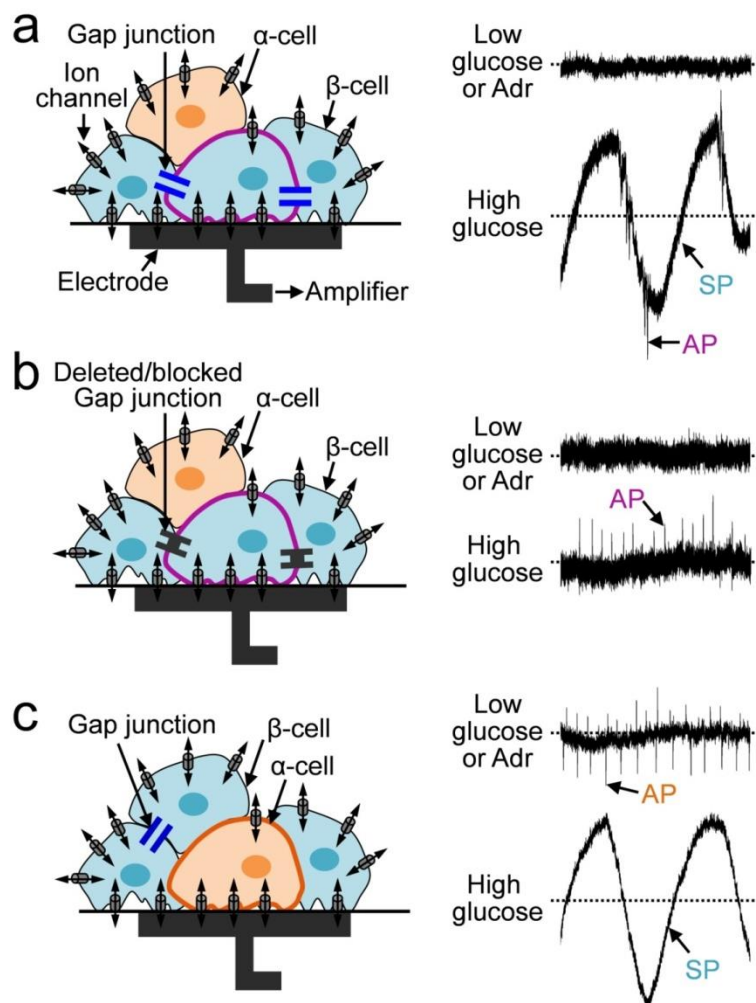 a
Gap junction
α-cell
Ion
channel
β-cell
Electrode
Amplifier
Low
glucose
or Adr
High
glucose
SP
AP
b
Deleted/blocked
Gap junction
α-cell
β-cell
Low
glucose
or Adr
AP
High
glucose
c
Gap junction
β-cell
α-cell
Low
glucose
or Adr
AP
High
glucose
SP